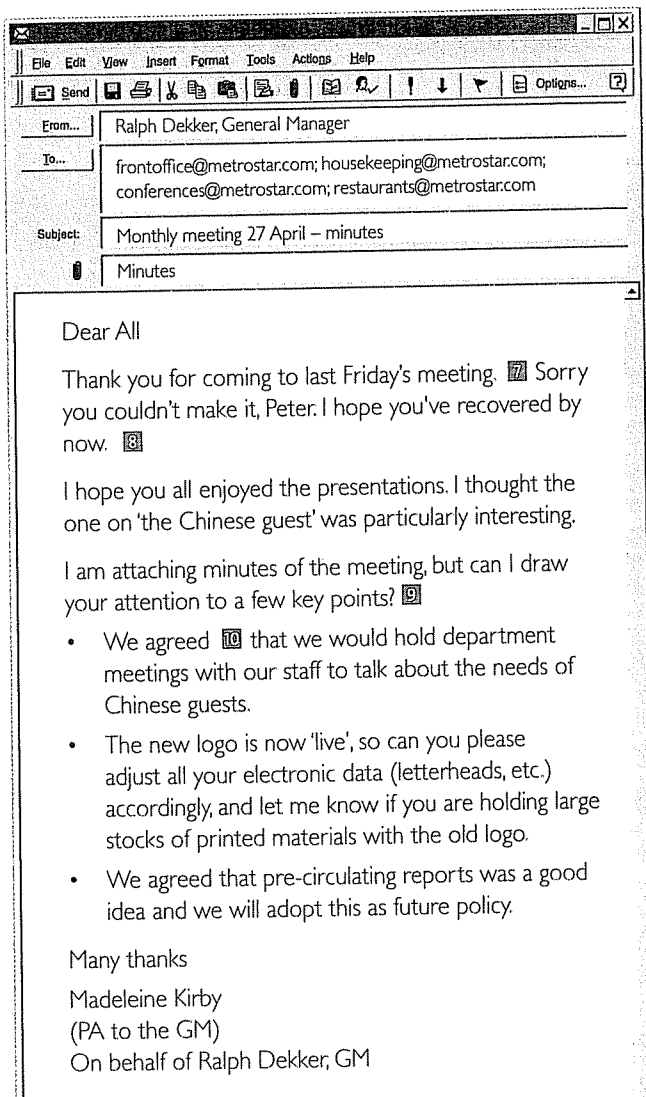 File Edit View Insert Format Tools Actions Help
Send Options...
From... Ralph Dekker, General Manager
To... frontoffice@metrostar.com; housekeeping@metrostar.com;
conferences@metrostar.com; restaurants@metrostar.com
Subject: Monthly meeting 27 April – minutes
Minutes
Dear All
Thank you for coming to last Friday's meeting. 7 Sorry
you couldn't make it, Peter. I hope you've recovered by
now. 8
I hope you all enjoyed the presentations. I thought the
one on 'the Chinese guest' was particularly interesting.
I am attaching minutes of the meeting, but can I draw
your attention to a few key points? 9
• We agreed 10 that we would hold department
meetings with our staff to talk about the needs of
Chinese guests.
• The new logo is now 'live', so can you please
adjust all your electronic data (letterheads, etc.)
accordingly, and let me know if you are holding large
stocks of printed materials with the old logo.
• We agreed that pre-circulating reports was a good
idea and we will adopt this as future policy.
Many thanks
Madeleine Kirby
(PA to the GM)
On behalf of Ralph Dekker, GM